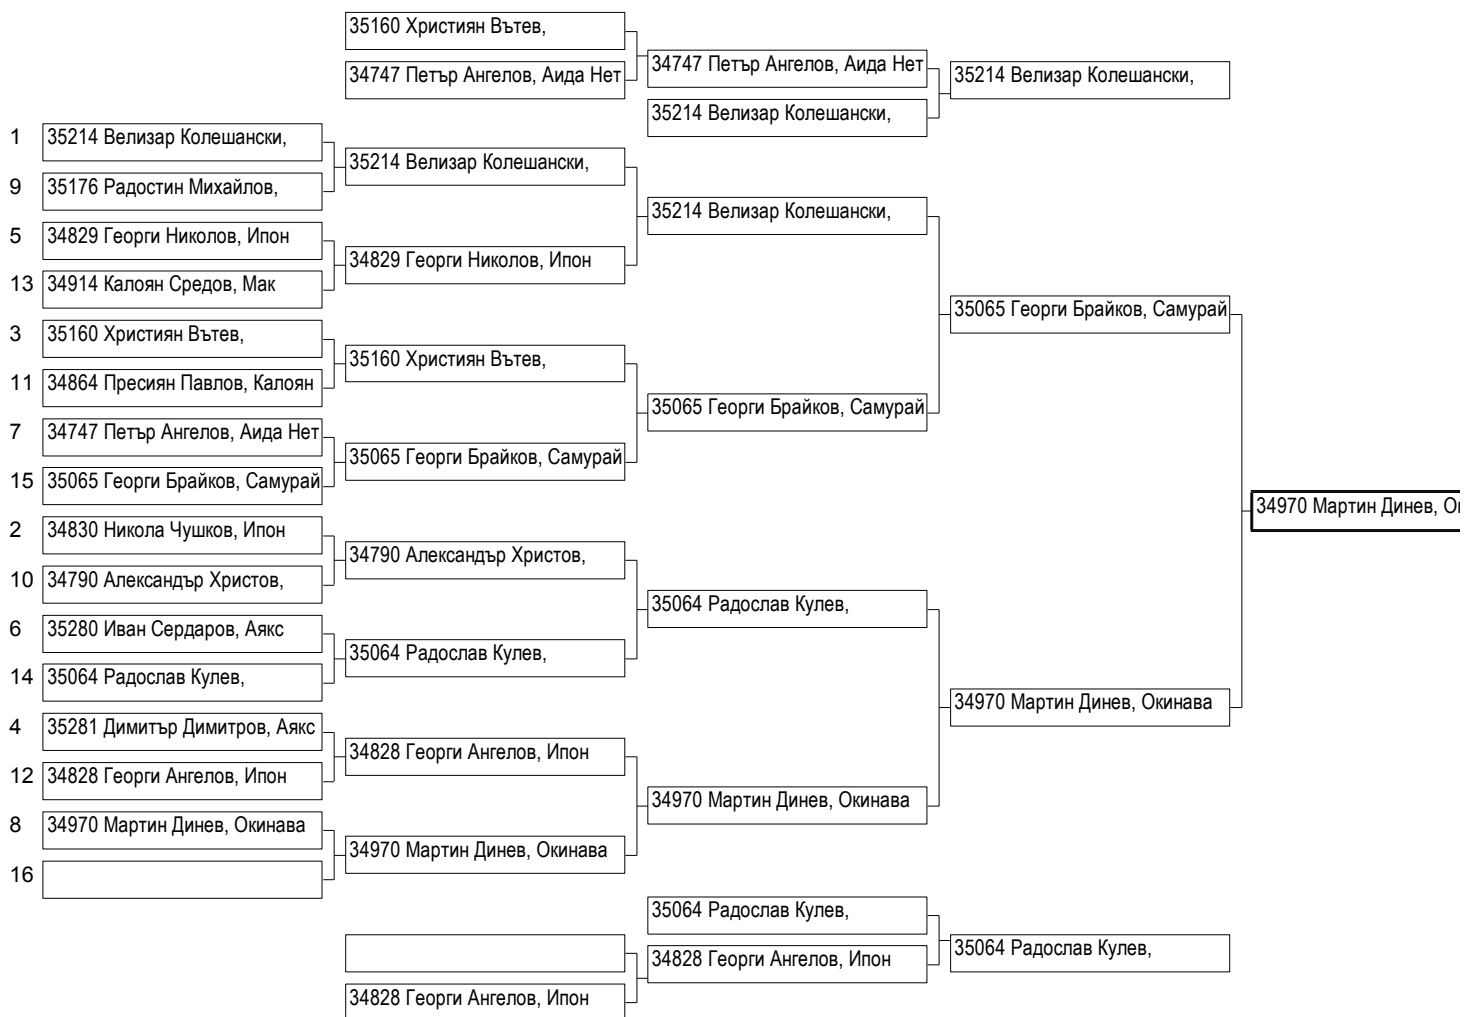 35160 Християн Вътев,
34747 Петър Ангелов, Аида Нет
34747 Петър Ангелов, Аида Нет
35214 Велизар Колешански,
35214 Велизар Колешански,
1 35214 Велизар Колешански,
9 35176 Радостин Михайлов,
5 34829 Георги Николов, Ипон
13 34914 Калоян Средов, Мак
3 35160 Християн Вътев,
11 34864 Пресиян Павлов, Калоян
7 34747 Петър Ангелов, Аида Нет
15 35065 Георги Брайков, Самурай
2 34830 Никола Чушков, Ипон
10 34790 Александър Христов,
6 35280 Иван Сердаров, Аякс
14 35064 Радослав Кулев,
4 35281 Димитър Димитров, Аякс
12 34828 Георги Ангелов, Ипон
8 34970 Мартин Динев, Окинава
16
35214 Велизар Колешански,
34829 Георги Николов, Ипон
35160 Християн Вътев,
35065 Георги Брайков, Самурай
34790 Александър Христов,
35064 Радослав Кулев,
34828 Георги Ангелов, Ипон
34970 Мартин Динев, Окинава
35214 Велизар Колешански,
35065 Георги Брайков, Самурай
35064 Радослав Кулев,
34970 Мартин Динев, Окинава
35065 Георги Брайков, Самурай
34970 Мартин Динев, Окинава
34970 Мартин Динев,
35064 Радослав Кулев,
34828 Георги Ангелов, Ипон
34828 Георги Ангелов, Ипон
35064 Радослав Кулев,